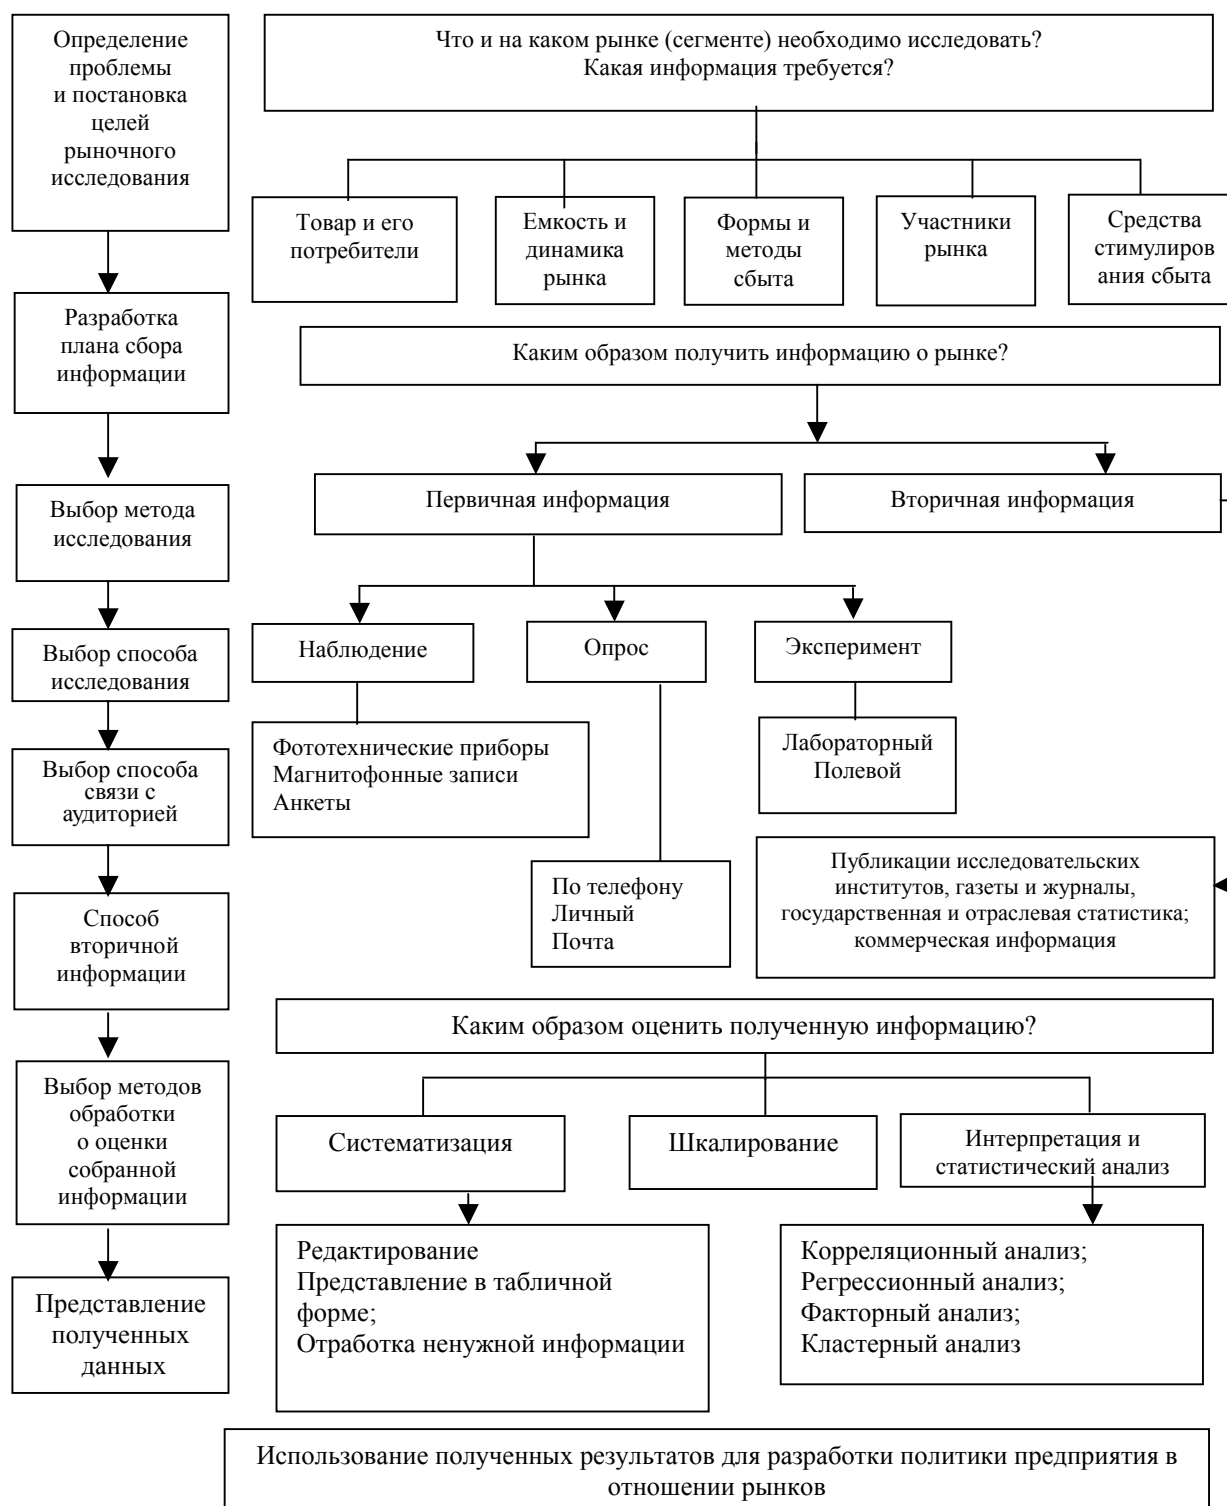 Определение
проблемы
и постановка
целей
рыночного
исследования
Что и на каком рынке (сегменте) необходимо исследовать?
Какая информация требуется?
Товар и его
потребители
Емкость и
динамика
рынка
Формы и
методы
сбыта
Участники
рынка
Средства
стимулиров
ания сбыта
Разработка
плана сбора
информации
Каким образом получить информацию о рынке?
Выбор метода
исследования
Первичная информация
Вторичная информация
Выбор способа
исследования
Наблюдение
Опрос
Эксперимент
Выбор способа
связи с
аудиторией
Фототехнические приборы
Магнитофонные записи
Анкеты
Лабораторный
Полевой
По телефону
Личный
Почта
Публикации исследовательских
институтов, газеты и журналы,
государственная и отраслевая статистика;
коммерческая информация
Способ
вторичной
информации
Каким образом оценить полученную информацию?
Выбор методов
обработки
о оценки
собранной
информации
Систематизация
Шкалирование
Интерпретация и
статистический анализ
Редактирование
Представление в табличной
форме;
Отработка ненужной информации
Корреляционный анализ;
Регрессионный анализ;
Факторный анализ;
Кластерный анализ
Представление
полученных
данных
Использование полученных результатов для разработки политики предприятия в
отношении рынков